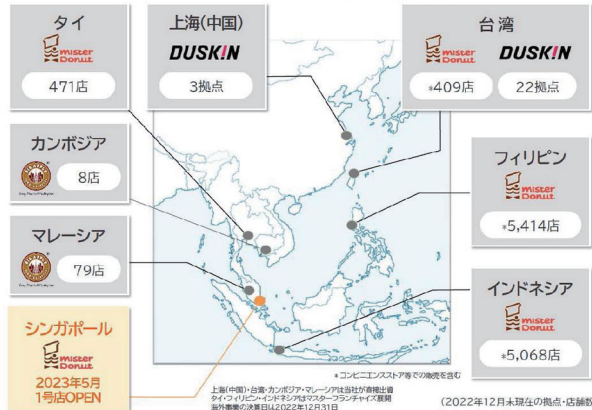 タイ
mister Donut
471店
上海(中国)
DUSKIN
3拠点
台湾
mister Donut
DUSKIN
*409店
22拠点
カンボジア
8店
マレーシア
79店
フィリピン
mister Donut
*5,414店
インドネシア
mister Donut
*5,068店
シンガポール
mister Donut
2023年5月
1号店OPEN
*コンビニエンスストア等での販売を含む
上海(中国)・台湾・カンボジア・マレーシアは当社が直接出資
タイ・フィリピン・インドネシアはマスターフランチャイズ展開
海外事業の決算日は2022年12月31日
(2022年12月末現在の拠点・店舗数